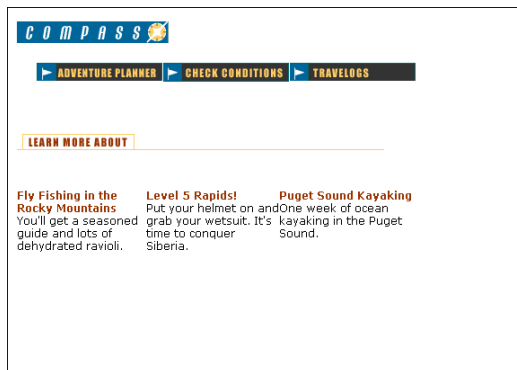 COMPASS
ADVENTURE PLANNER CHECK CONDITIONS TRAVELOGS
LEARN MORE ABOUT
Fly Fishing in the
Rocky Mountains
You'll get a seasoned
guide and lots of
dehydrated ravioli.
Level 5 Rapids!
Put your helmet on and
grab your wetsuit. It's
time to conquer
Siberia.
Puget Sound Kayaking
One week of ocean
kayaking in the Puget
Sound.